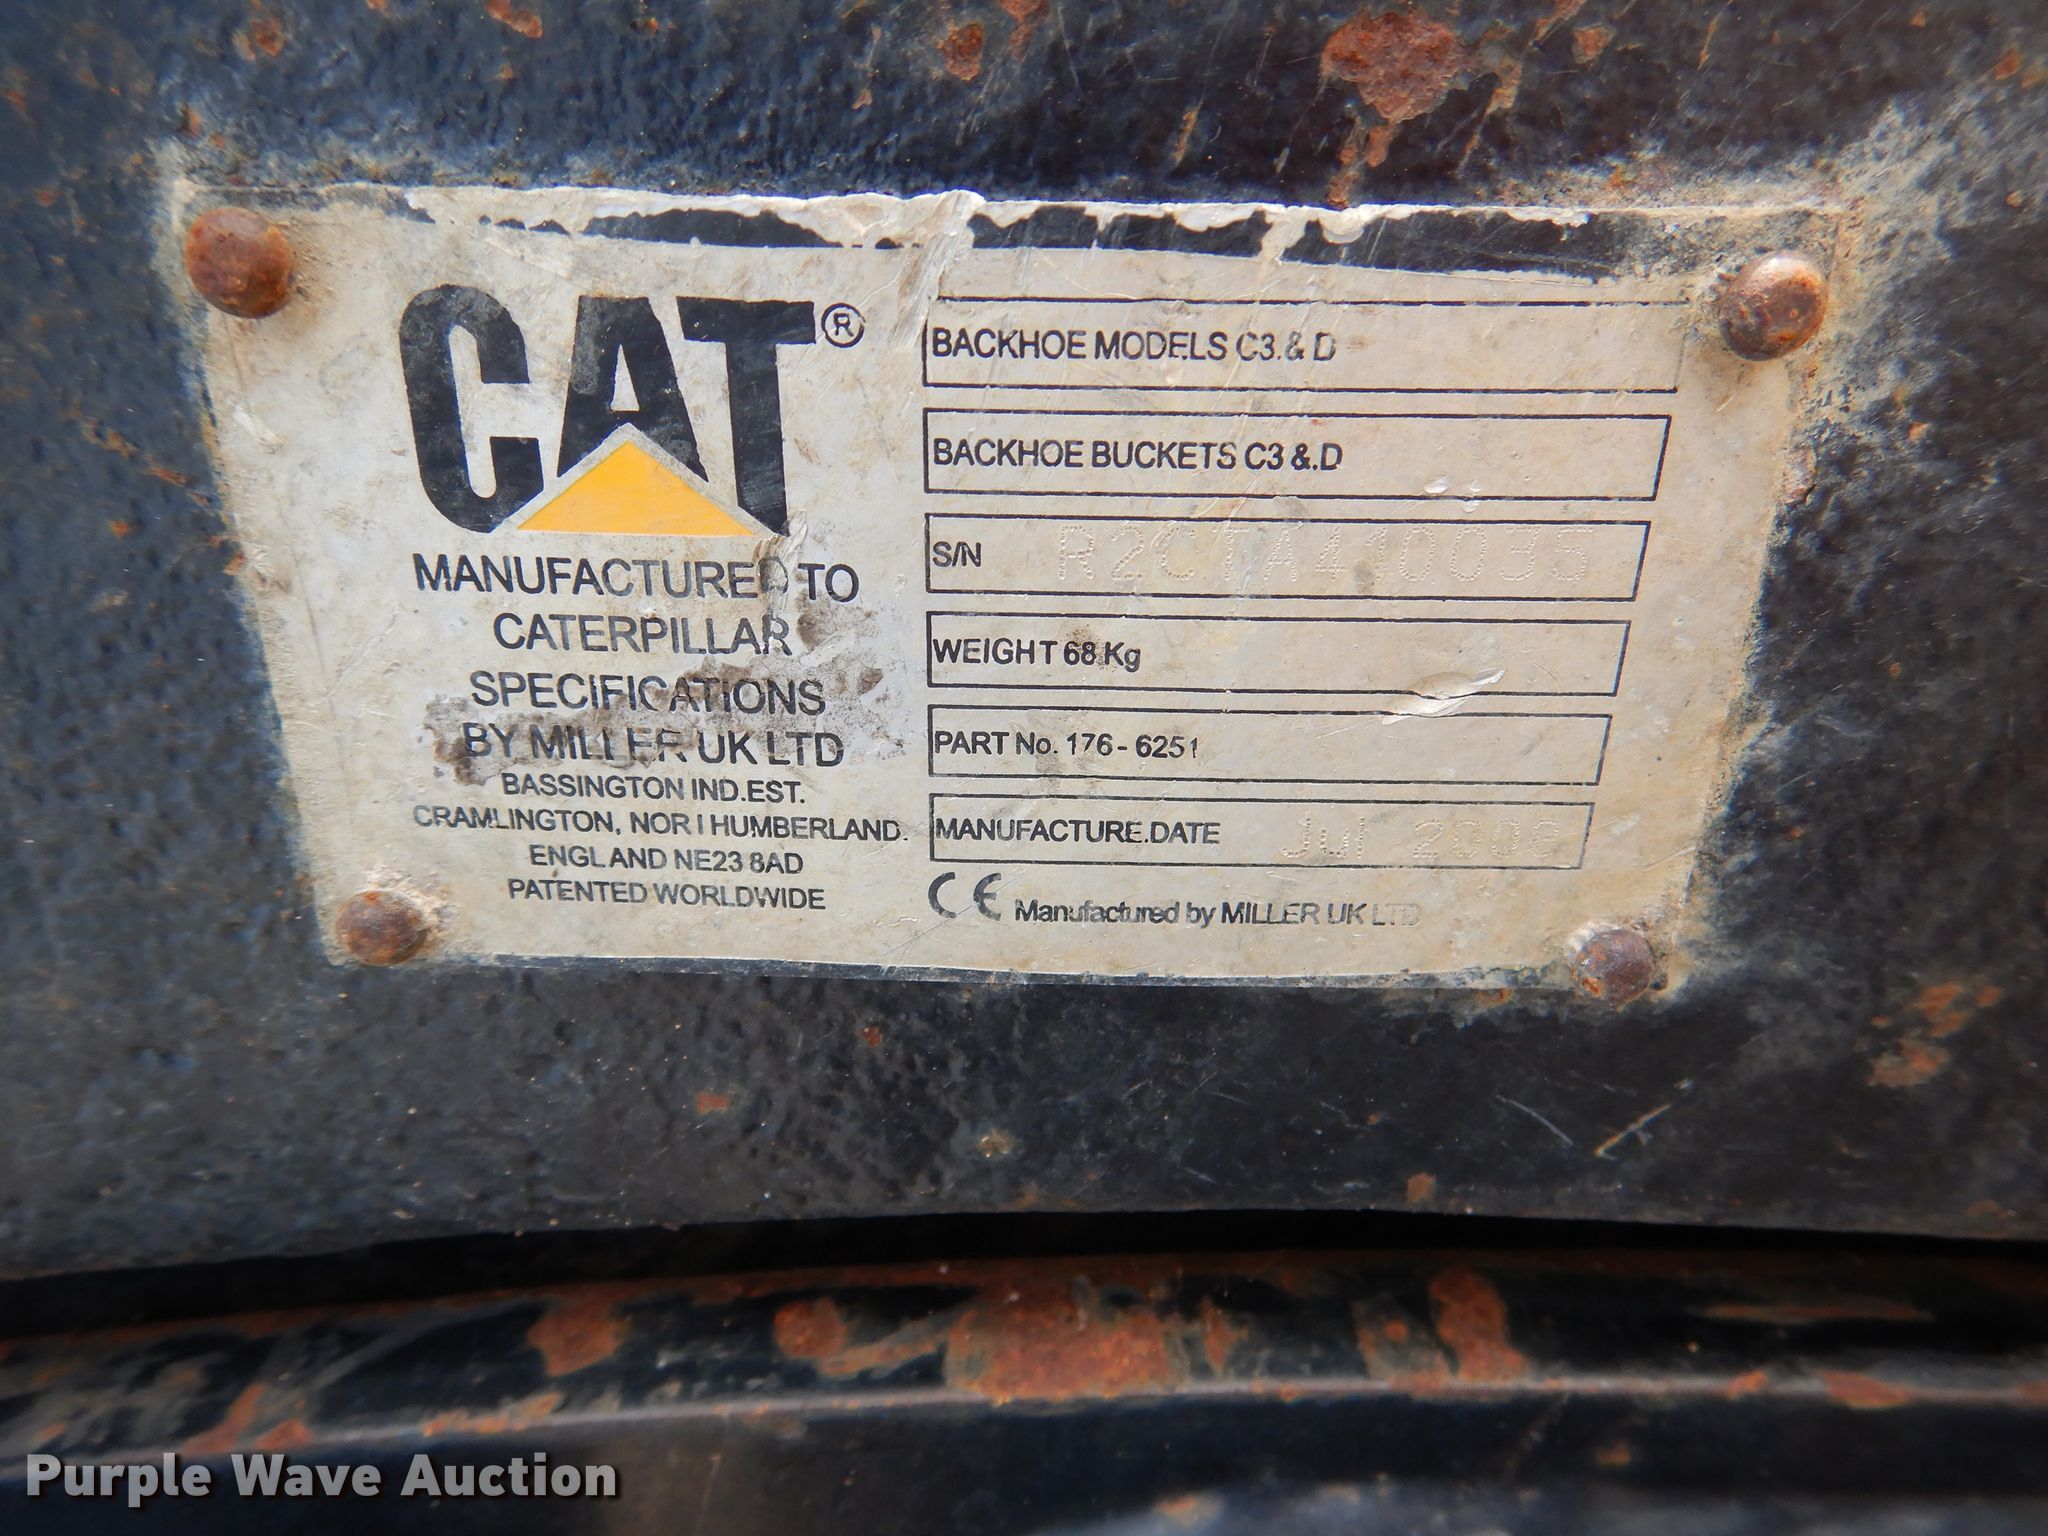 CAT®
MANUFACTURED TO
CATERPILLAR
SPECIFICATIONS
BY MILLER UK LTD
BASSINGTON IND.EST.
CRAMLINGTON, NORTHUMBERLAND.
ENGLAND NE23 8AD
PATENTED WORLDWIDE
BACKHOE MODELS C3.& D
BACKHOE BUCKETS C3 &.D
S/N
WEIGHT 68 Kg
PART No. 176-6251
MANUFACTURE.DATE Jul
CE Manufactured by MILLER UK LTD
Purple Wave Auction